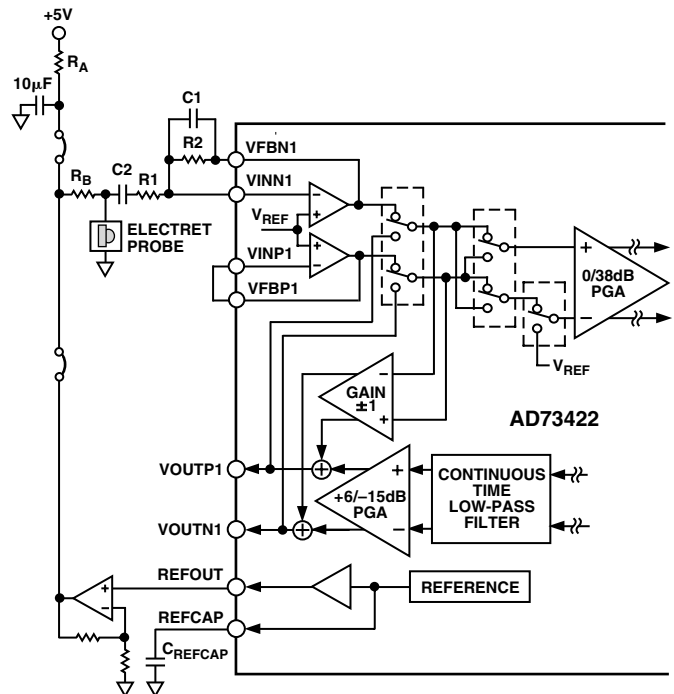 +5V
RA
10μF
C1
R2
VFBN1
RB
C2
R1
VINN1
ELECTRET
PROBE
VREF
+
+
VINP1
VFBP1
+
0/38dB
PGA
−
VREF
−
GAIN
±1
+
AD73422
VOUTP1
+
+6/−15dB
PGA
−
CONTINUOUS
TIME
LOW-PASS
FILTER
VOUTN1
REFOUT
REFERENCE
+
−
REFCAP
CREFCAP